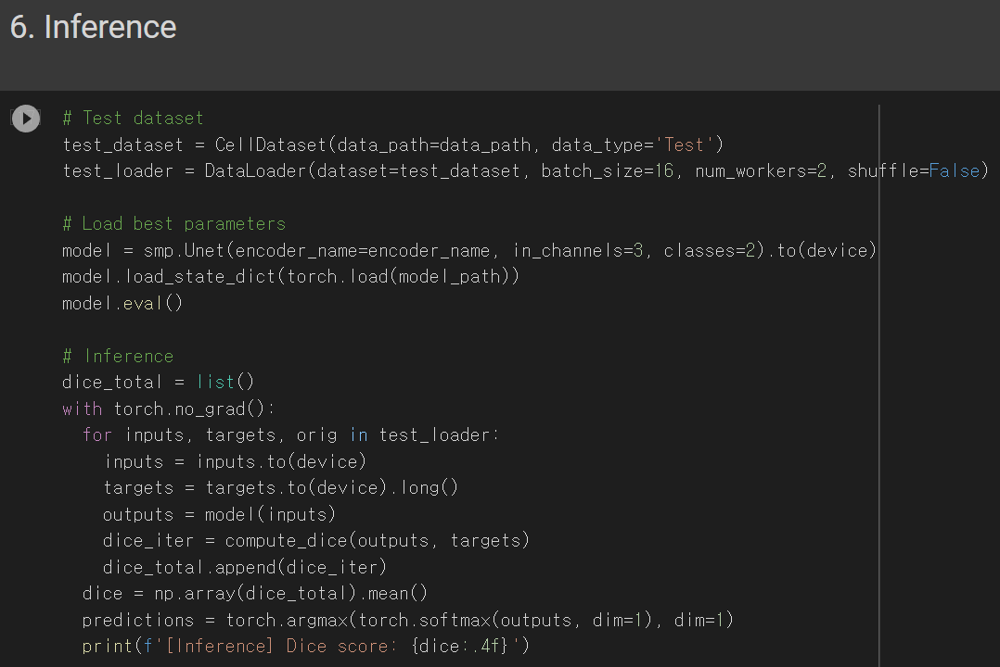 6. Inference
# Test dataset
test_dataset = CellDataset(data_path=data_path, data_type='Test')
test_loader = DataLoader(dataset=test_dataset, batch_size=16, num_workers=2, shuffle=False)
# Load best parameters
model = smp.Unet(encoder_name=encoder_name, in_channels=3, classes=2).to(device)
model.load_state_dict(torch.load(model_path))
model.eval()
# Inference
dice_total = list()
with torch.no_grad():
  for inputs, targets, orig in test_loader:
    inputs = inputs.to(device)
    targets = targets.to(device).long()
    outputs = model(inputs)
    dice_iter = compute_dice(outputs, targets)
    dice_total.append(dice_iter)
  dice = np.array(dice_total).mean()
  predictions = torch.argmax(torch.softmax(outputs, dim=1), dim=1)
  print(f'[Inference] Dice score: {dice:.4f}')